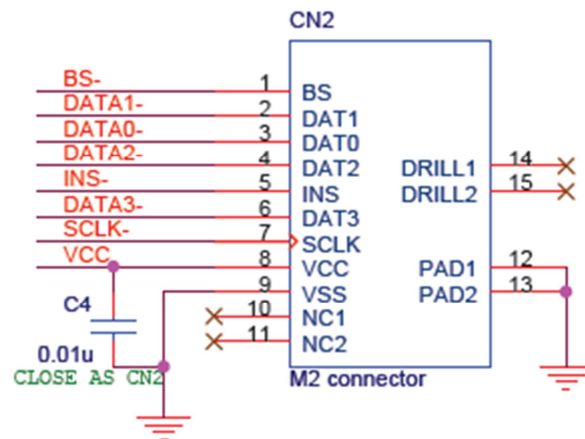 CN2
BS- 1 BS
DATA1- 2 DAT1
DATA0- 3 DAT0
DATA2- 4 DAT2 DRILL1 14
INS- 5 INS DRILL2 15
DATA3- 6 DAT3
SCLK- 7 SCLK
VCC 8 VCC PAD1 12
9 VSS PAD2 13
10 NC1
11 NC2
C4
0.01u
CLOSE AS CN2
M2 connector